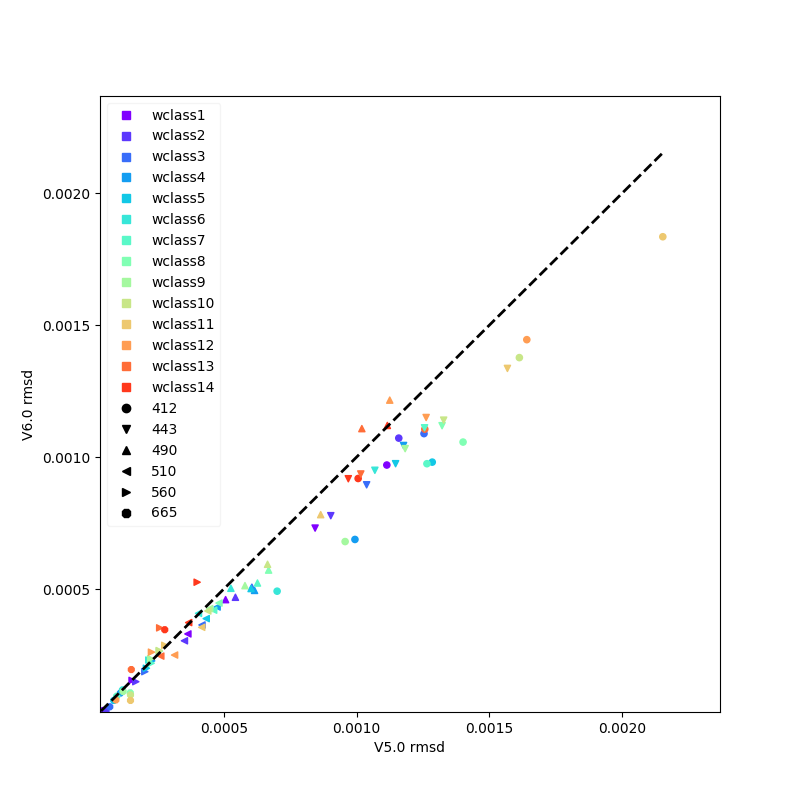 wclass1
wclass2
wclass3
wclass4
wclass5
wclass6
wclass7
wclass8
wclass9
wclass10
wclass11
wclass12
wclass13
wclass14
412
443
490
510
560
665
0.0020
0.0015
0.0010
0.0005
V6.0 rmsd
0.0005 0.0010 0.0015 0.0020
V5.0 rmsd